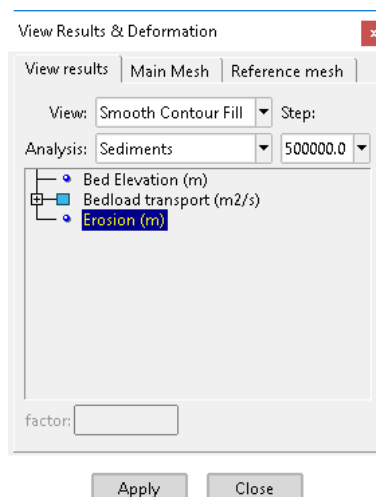 View Results & Deformation x
View results Main Mesh Reference mesh
View: Smooth Contour Fill Step:
Analysis: Sediments 500000.0
Bed Elevation (m)
Bedload transport (m2/s)
Erosion (m)
factor:
Apply Close